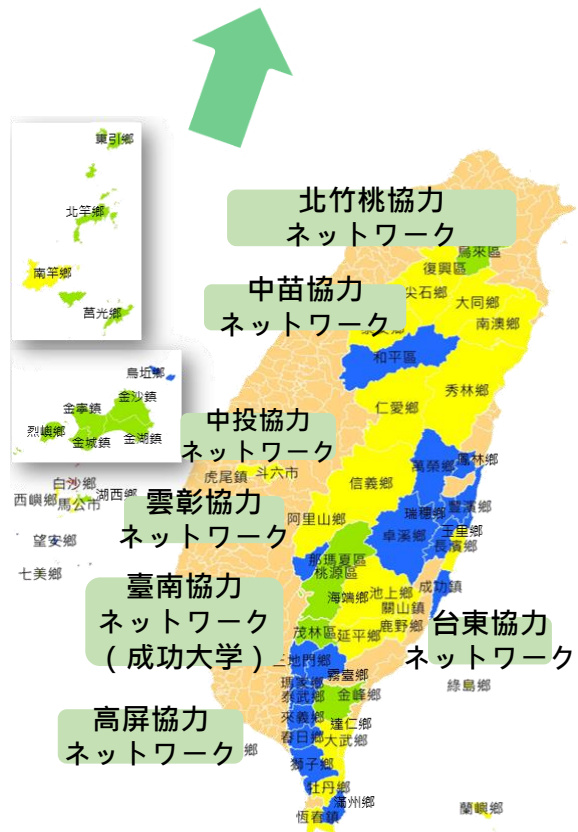 東引鄉
北竿鄉
南竿鄉
莒光鄉
烏坵鄉
金沙鎮
金寧鎮
烈嶼鄉
金城鎮
金湖鎮
白沙鄉
湖西鄉
西嶼鄉
馬公市
望安鄉
七美鄉
北竹桃協力
ネットワーク
烏來區
復興區
中苗協力
ネットワーク
尖石鄉
大同鄉
南澳鄉
和平區
秀林鄉
仁愛鄉
中投協力
ネットワーク
虎尾鎮
斗六市
萬榮鄉
鳳林鄉
信義鄉
雲彰協力
ネットワーク
阿里山鄉
瑞穗鄉
豐濱鄉
卓溪鄉
玉里鄉
長濱鄉
那瑪夏區
桃源區
臺南協力
ネットワーク
(成功大学)
海端鄉
池上鄉
成功鎮
關山鎮
茂林區
延平鄉
鹿野鄉
台東協力
ネットワーク
三地門鄉
霧臺鄉
瑪家鄉
泰武鄉
金峰鄉
綠島鄉
高屏協力
ネットワーク
來義鄉
達仁鄉
春日鄉
大武鄉
獅子鄉
牡丹鄉
滿州鄉
恆春鎮
蘭嶼鄉
鄉